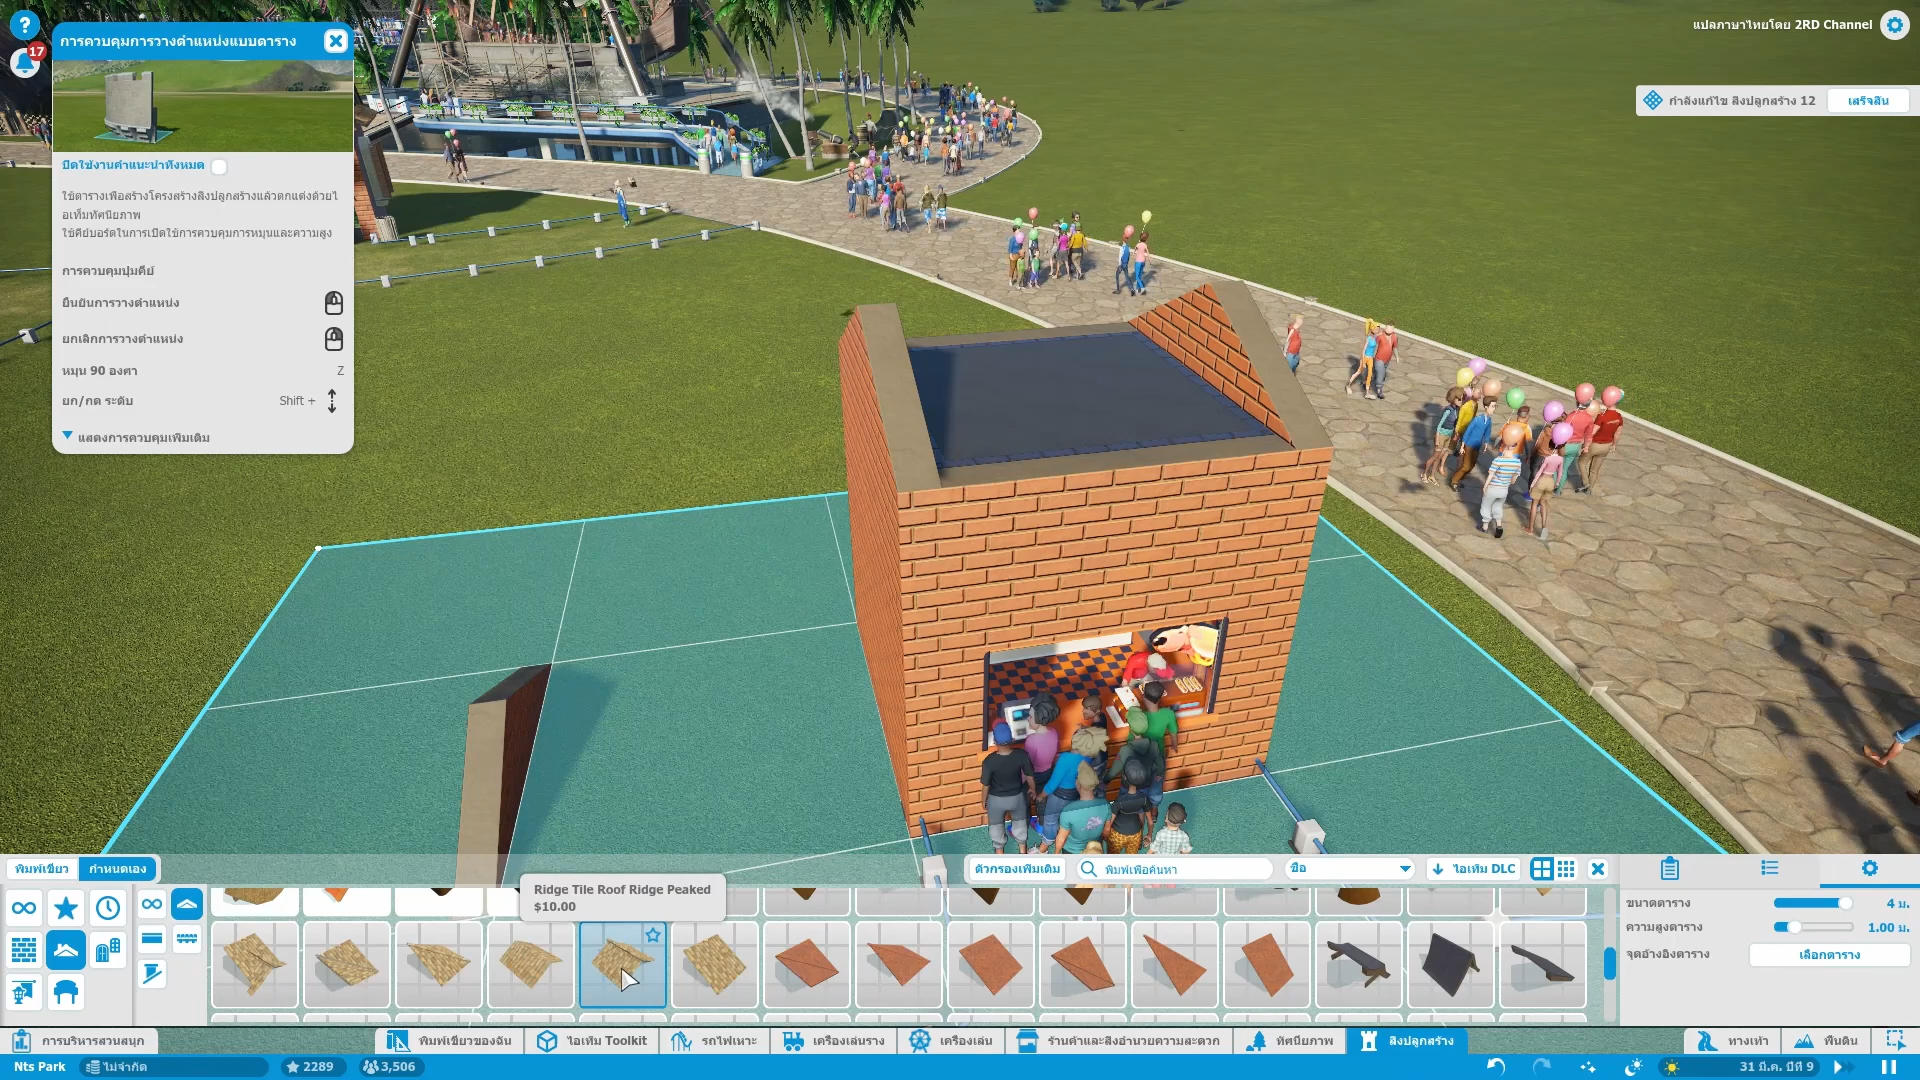 ?
17
การควบคุมการวางตำแหน่งแบบตาราง
ปิดใช้งานคำแนะนำทั้งหมด
ใช้ตารางเพื่อสร้างโครงสร้างสิ่งปลูกสร้างแล้วตกแต่งด้วยไ
อเท็มทัศนียภาพ
ใช้คีย์บอร์ดในการเปิดใช้การควบคุมการหมุนและความสูง
การควบคุมปุ่มคีย์
ยืนยันการวางตำแหน่ง
ยกเลิกการวางตำแหน่ง
หมุน 90 องศา Z
ยก/กด ระดับ Shift +
แสดงการควบคุมเพิ่มเติม
แปลภาษาไทยโดย 2RD Channel
กำลังแก้ไข สิ่งปลูกสร้าง 12 เสร็จสิ้น
พิมพ์เขียว กำหนดเอง
ตัวกรองเพิ่มเติม พิมพ์เพื่อค้นหา ชื่อ ไอเท็ม DLC
Ridge Tile Roof Ridge Peaked
$10.00
ขนาดตาราง 4 ม.
ความสูงตาราง 1.00 ม.
จุดอ้างอิงตาราง เลือกตาราง
การบริหารสวนสนุก พิมพ์เขียวของฉัน ไอเท็ม Toolkit รถไฟเหาะ เครื่องเล่นราง เครื่องเล่น ร้านค้าและสิ่งอำนวยความสะดวก ทัศนียภาพ สิ่งปลูกสร้าง ทางเท้า พื้นดิน
Nts Park ไม่จำกัด 2289 3,506 31 มี.ค. ปีที่ 9